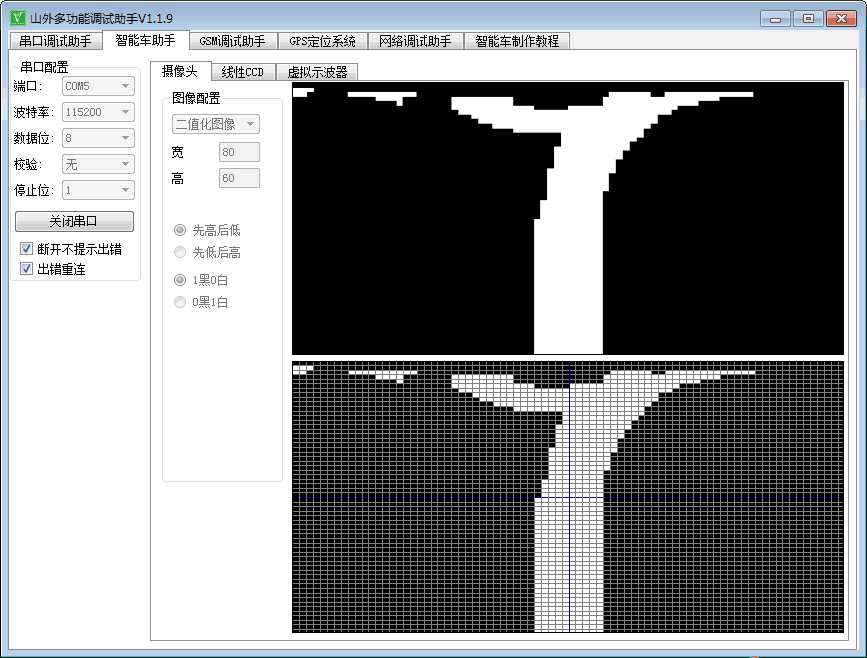 山外多功能调试助手V1.1.9
串口调试助手 智能车助手 GSM调试助手 GPS定位系统 网络调试助手 智能车制作教程
串口配置
端口: COM5
波特率: 115200
数据位: 8
校验: 无
停止位: 1
关闭串口
断开不提示出错
出错重连
摄像头 线性CCD 虚拟示波器
图像配置
二值化图像
宽 80
高 60
先高后低
先低后高
1黑0白
0黑1白